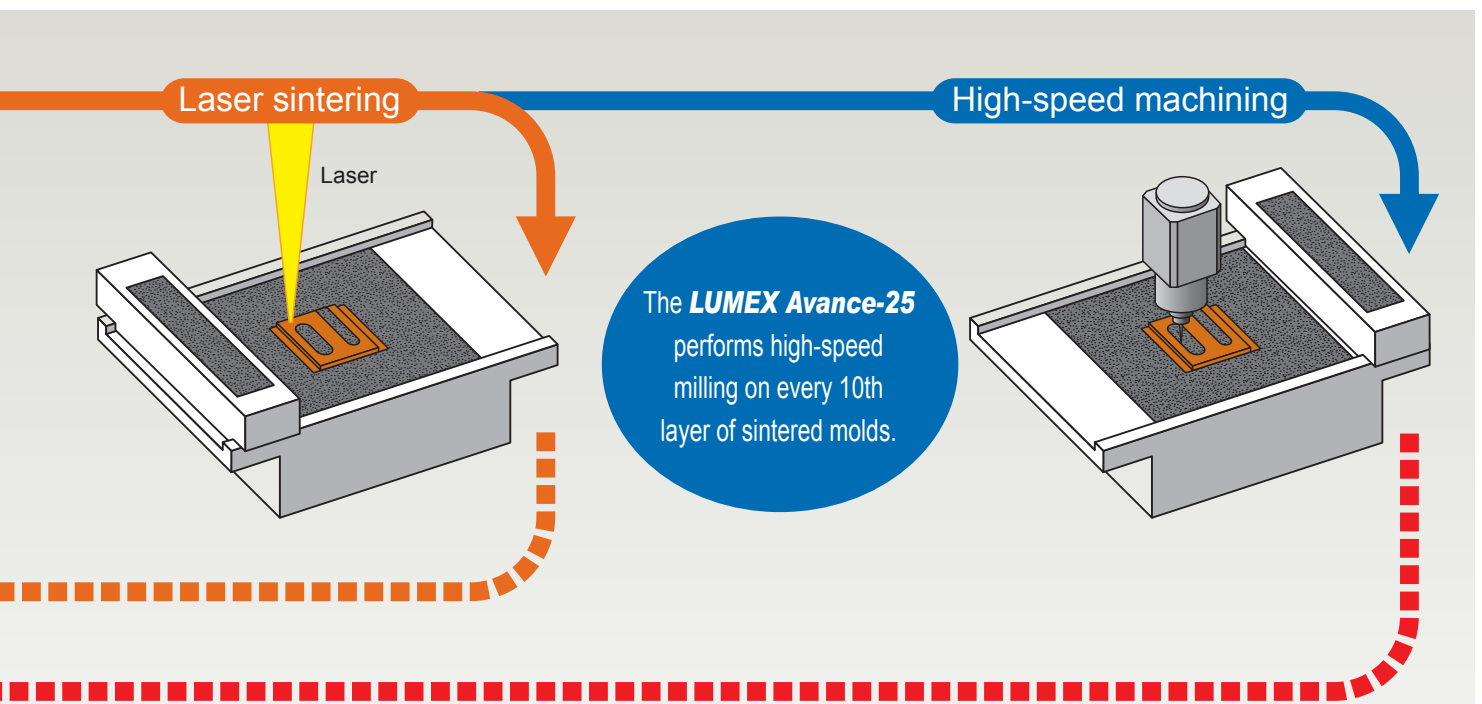 Laser sintering
High-speed machining
Laser
The LUMEX Avance-25
performs high-speed
milling on every 10th
layer of sintered molds.